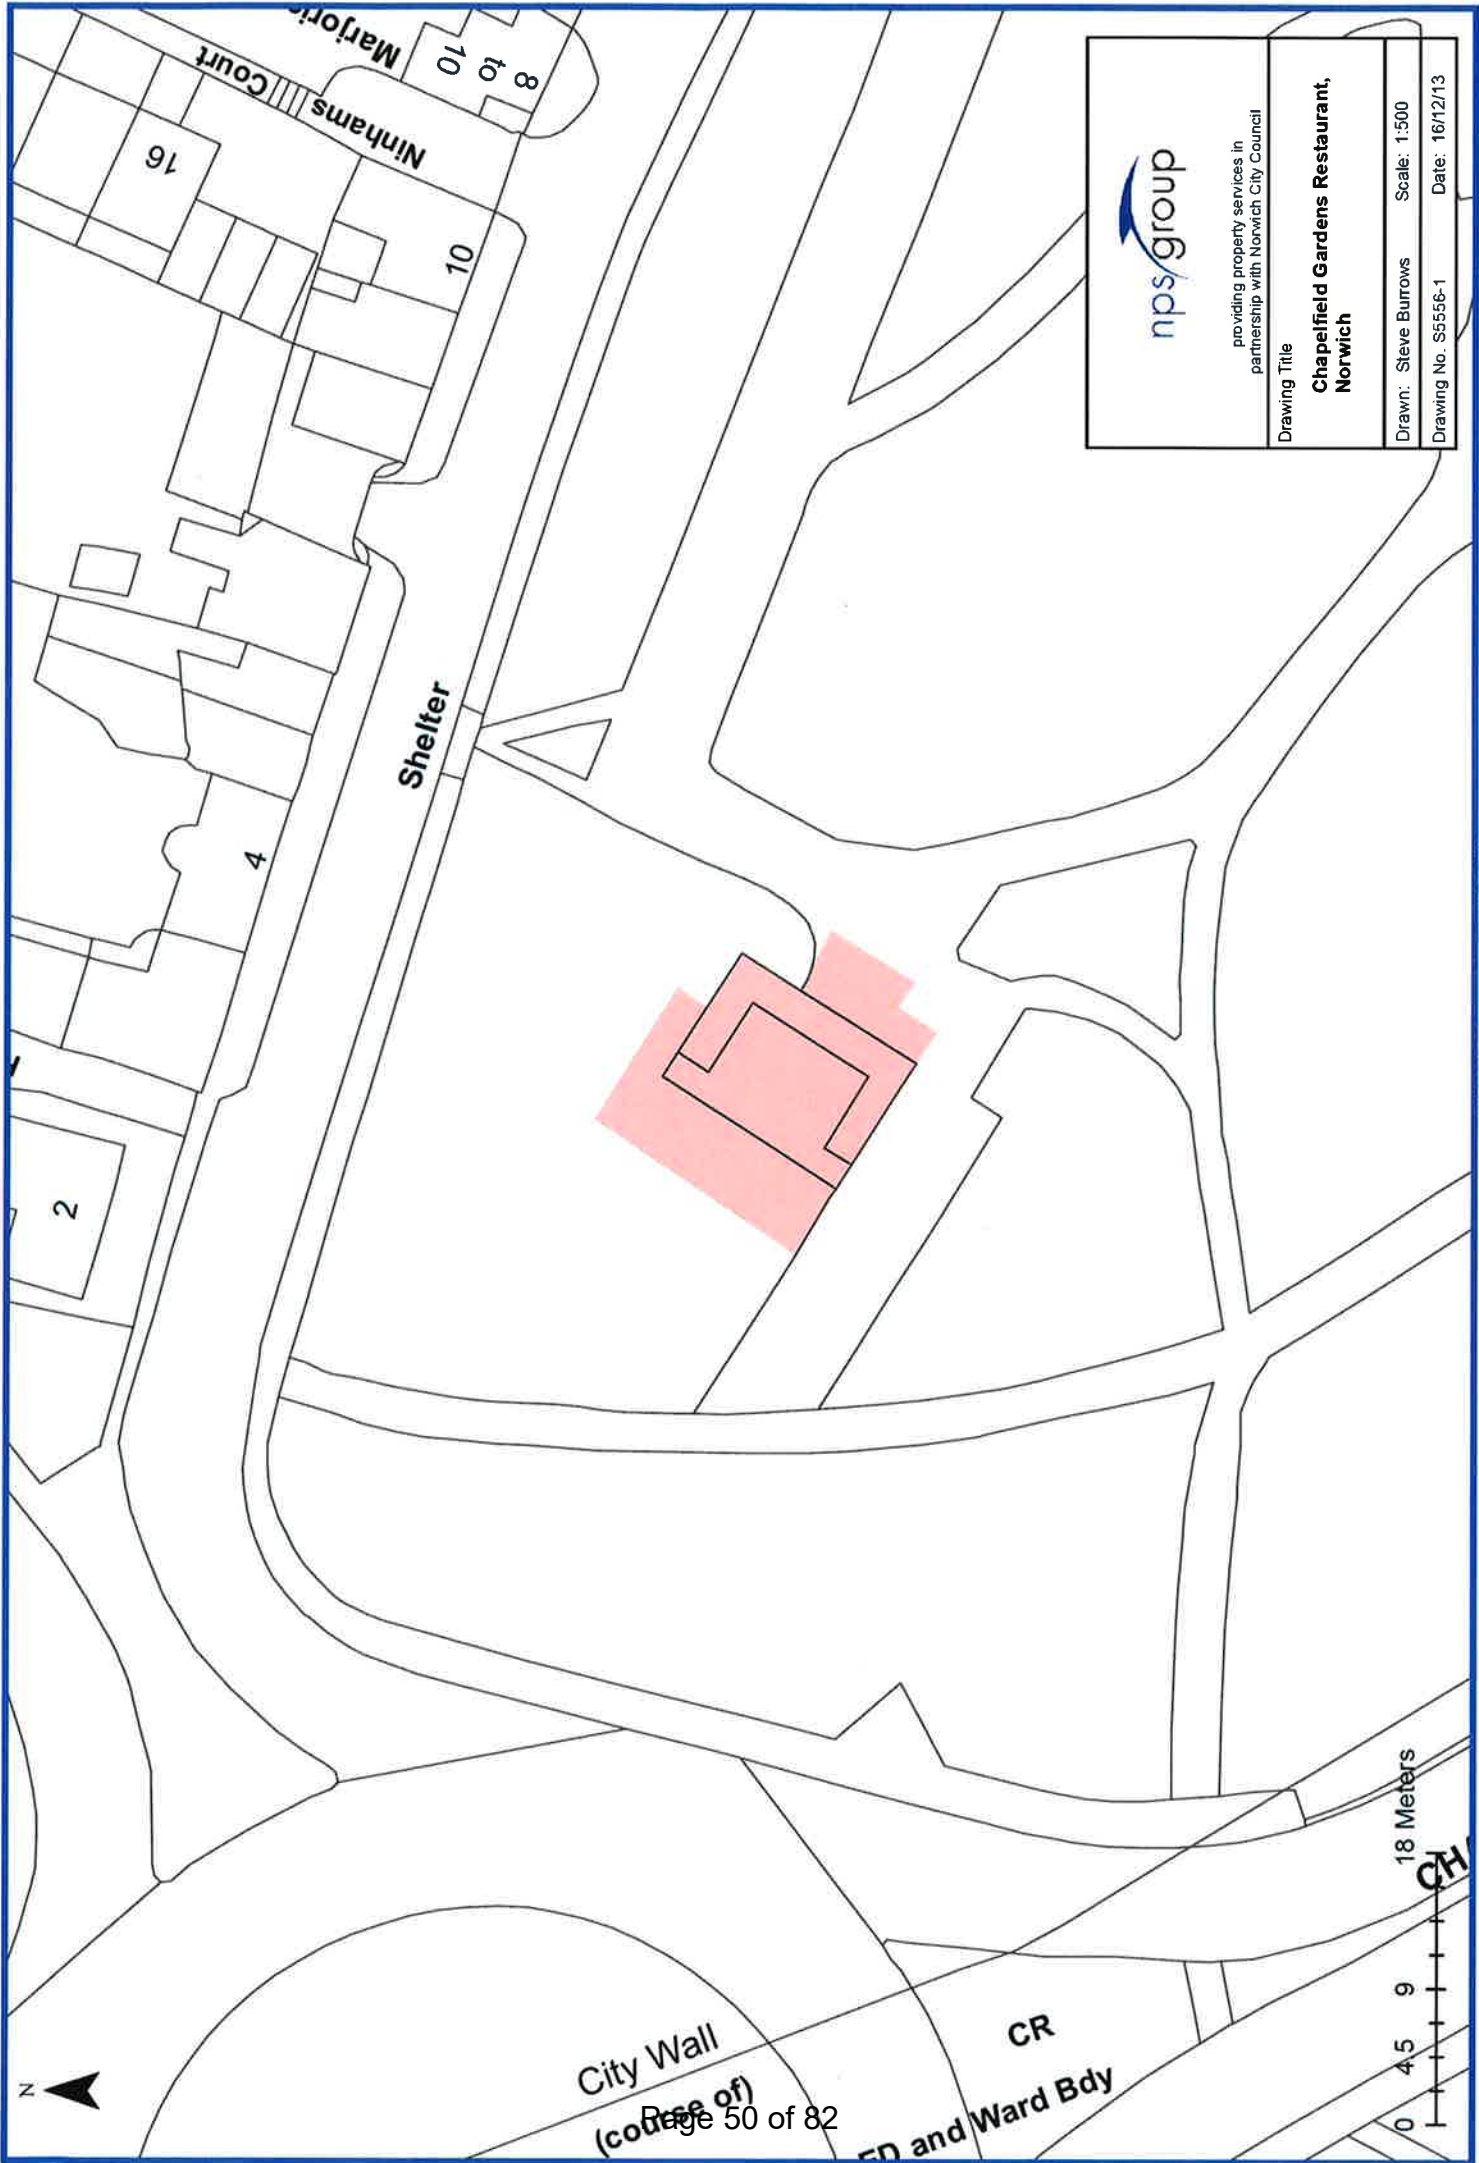 Marjorie
Ninhams
Court
8
to
10
16
10
Shelter
4
2
nps group
providing property services in
partnership with Norwich City Council
Drawing Title
Chapelfield Gardens Restaurant,
Norwich
Drawn: Steve Burrows Scale: 1:500
Drawing No. S5556-1 Date: 16/12/13
N
City Wall
(course of)
CR
ED and Ward Bdy
CHA
0 4.5 9 18 Meters
Page 50 of 82